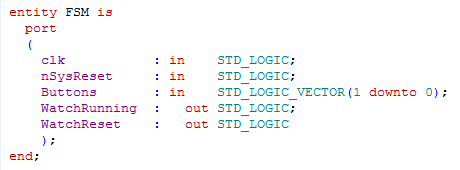 entity FSM is
port
(
clk : in STD_LOGIC;
nSysReset : in STD_LOGIC;
Buttons : in STD_LOGIC_VECTOR(1 downto 0);
WatchRunning : out STD_LOGIC;
WatchReset : out STD_LOGIC
);
end;